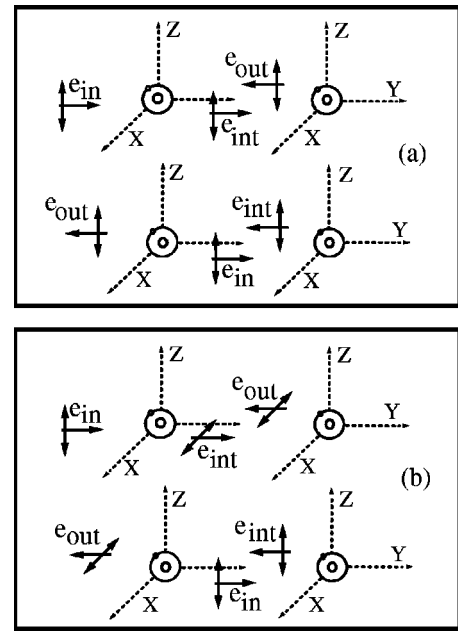 Z Z
e_in e_out Y
X e_int X (a)
Z Z
e_out e_int
X e_in X
Z Z
e_in e_out Y
X e_int X (b)
Z Z
e_out e_int Y
X e_in X